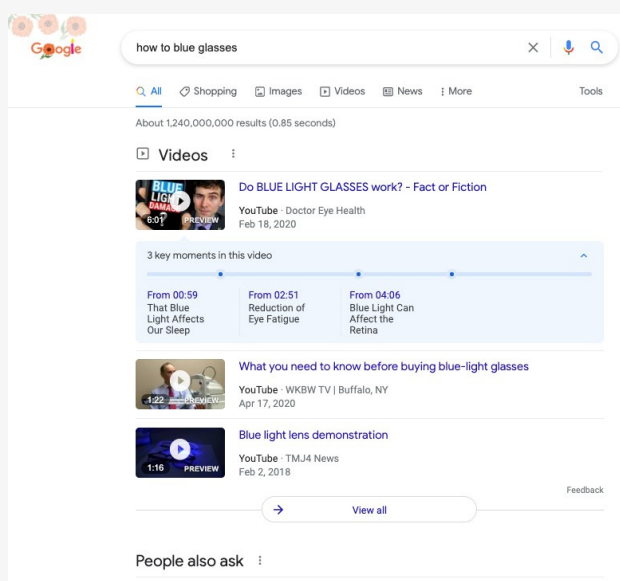 Google
how to blue glasses
All
Shopping
Images
Videos
News
More
Tools
About 1,240,000,000 results (0.85 seconds)
Videos
BLUE
LIGHT
DAMAGE
6:01 PREVIEW
Do BLUE LIGHT GLASSES work? - Fact or Fiction
YouTube · Doctor Eye Health
Feb 18, 2020
3 key moments in this video
From 00:59
That Blue
Light Affects
Our Sleep
From 02:51
Reduction of
Eye Fatigue
From 04:06
Blue Light Can
Affect the
Retina
1:22 PREVIEW
What you need to know before buying blue-light glasses
YouTube · WKBW TV | Buffalo, NY
Apr 17, 2020
1:16 PREVIEW
Blue light lens demonstration
YouTube · TMJ4 News
Feb 2, 2018
Feedback
View all
People also ask